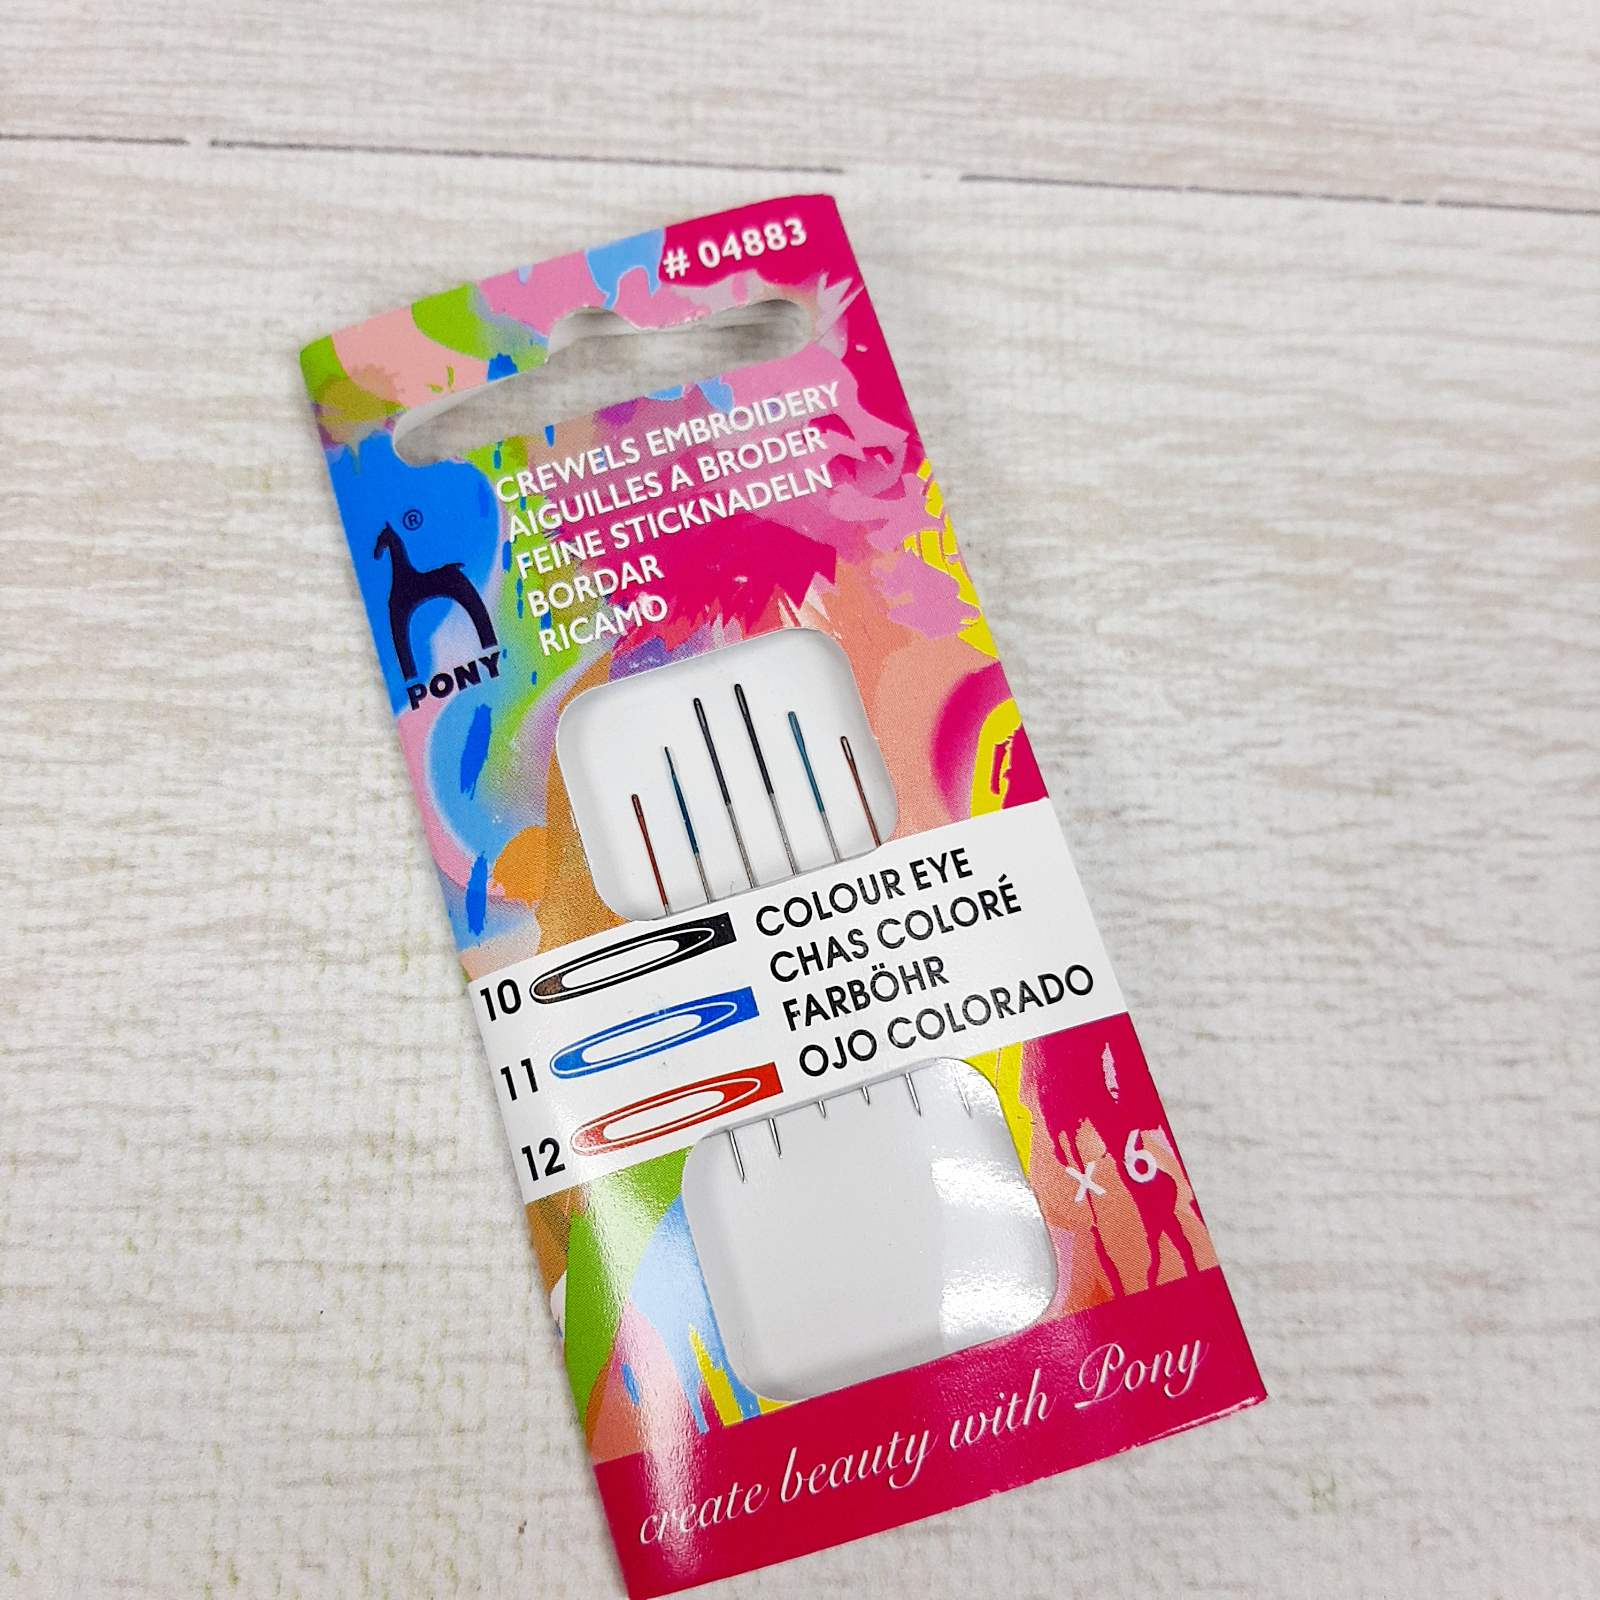 # 04883
CREWELS EMBROIDERY
AIGUILLES A BRODER
FEINE STICKNADELN
BORDAR
RICAMO
®
PONY
COLOUR EYE
CHAS COLORÉ
FARBÖHR
OJO COLORADO
10
11
12
x 6
create beauty with Pony